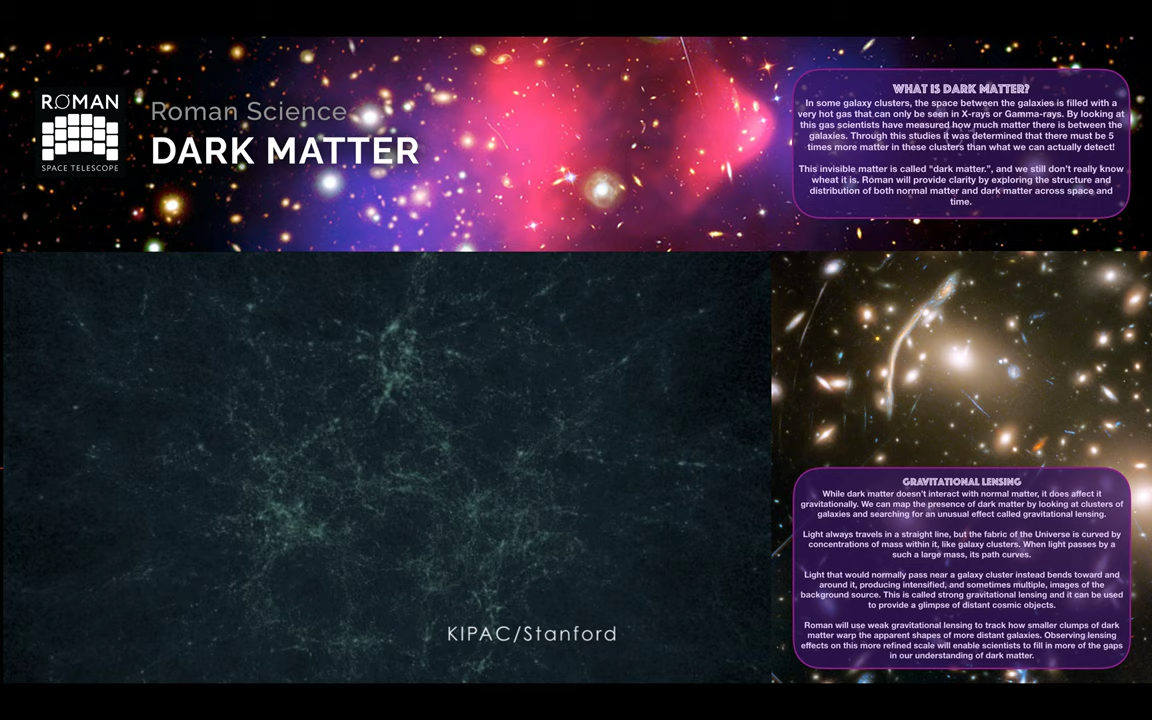 ROMAN
SPACE TELESCOPE
Roman Science
DARK MATTER
WHAT IS DARK MATTER?
In some galaxy clusters, the space between the galaxies is filled with a
very hot gas that can only be seen in X-rays or Gamma-rays. By looking at
this gas scientists have measured how much matter there is between the
galaxies. Through this studies it was determined that there must be 5
times more matter in these clusters than what we can actually detect!
This invisible matter is called "dark matter.", and we still don't really know
wheat it is. Roman will provide clarity by exploring the structure and
distribution of both normal matter and dark matter across space and
time.
KIPAC/Stanford
GRAVITATIONAL LENSING
While dark matter doesn't interact with normal matter, it does affect it
gravitationally. We can map the presence of dark matter by looking at clusters of
galaxies and searching for an unusual effect called gravitational lensing.
Light always travels in a straight line, but the fabric of the Universe is curved by
concentrations of mass within it, like galaxy clusters. When light passes by a
such a large mass, its path curves.
Light that would normally pass near a galaxy cluster instead bends toward and
around it, producing intensified, and sometimes multiple, images of the
background source. This is called strong gravitational lensing and it can be used
to provide a glimpse of distant cosmic objects.
Roman will use weak gravitational lensing to track how smaller clumps of dark
matter warp the apparent shapes of more distant galaxies. Observing lensing
effects on this more refined scale will enable scientists to fill in more of the gaps
in our understanding of dark matter.